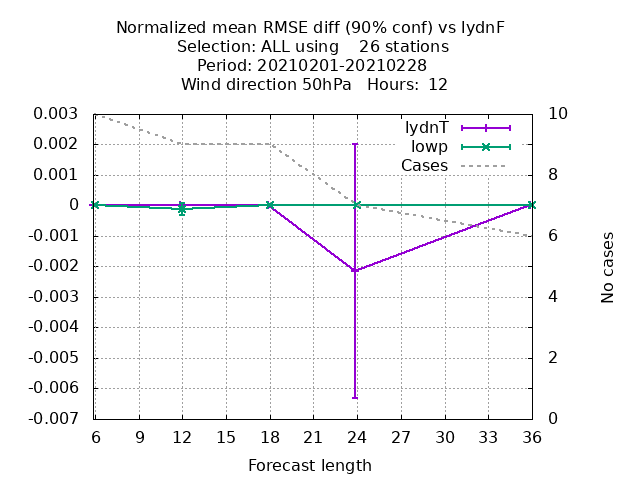 Normalized mean RMSE diff (90% conf) vs lydnF
Selection: ALL using    26 stations
Period: 20210201-20210228
Wind direction 50hPa   Hours:  12
0.003
0.002
0.001
0
-0.001
-0.002
-0.003
-0.004
-0.005
-0.006
-0.007
lydnT
lowp
Cases
10
8
6
4
2
0
No cases
6 9 12 15 18 21 24 27 30 33 36
Forecast length